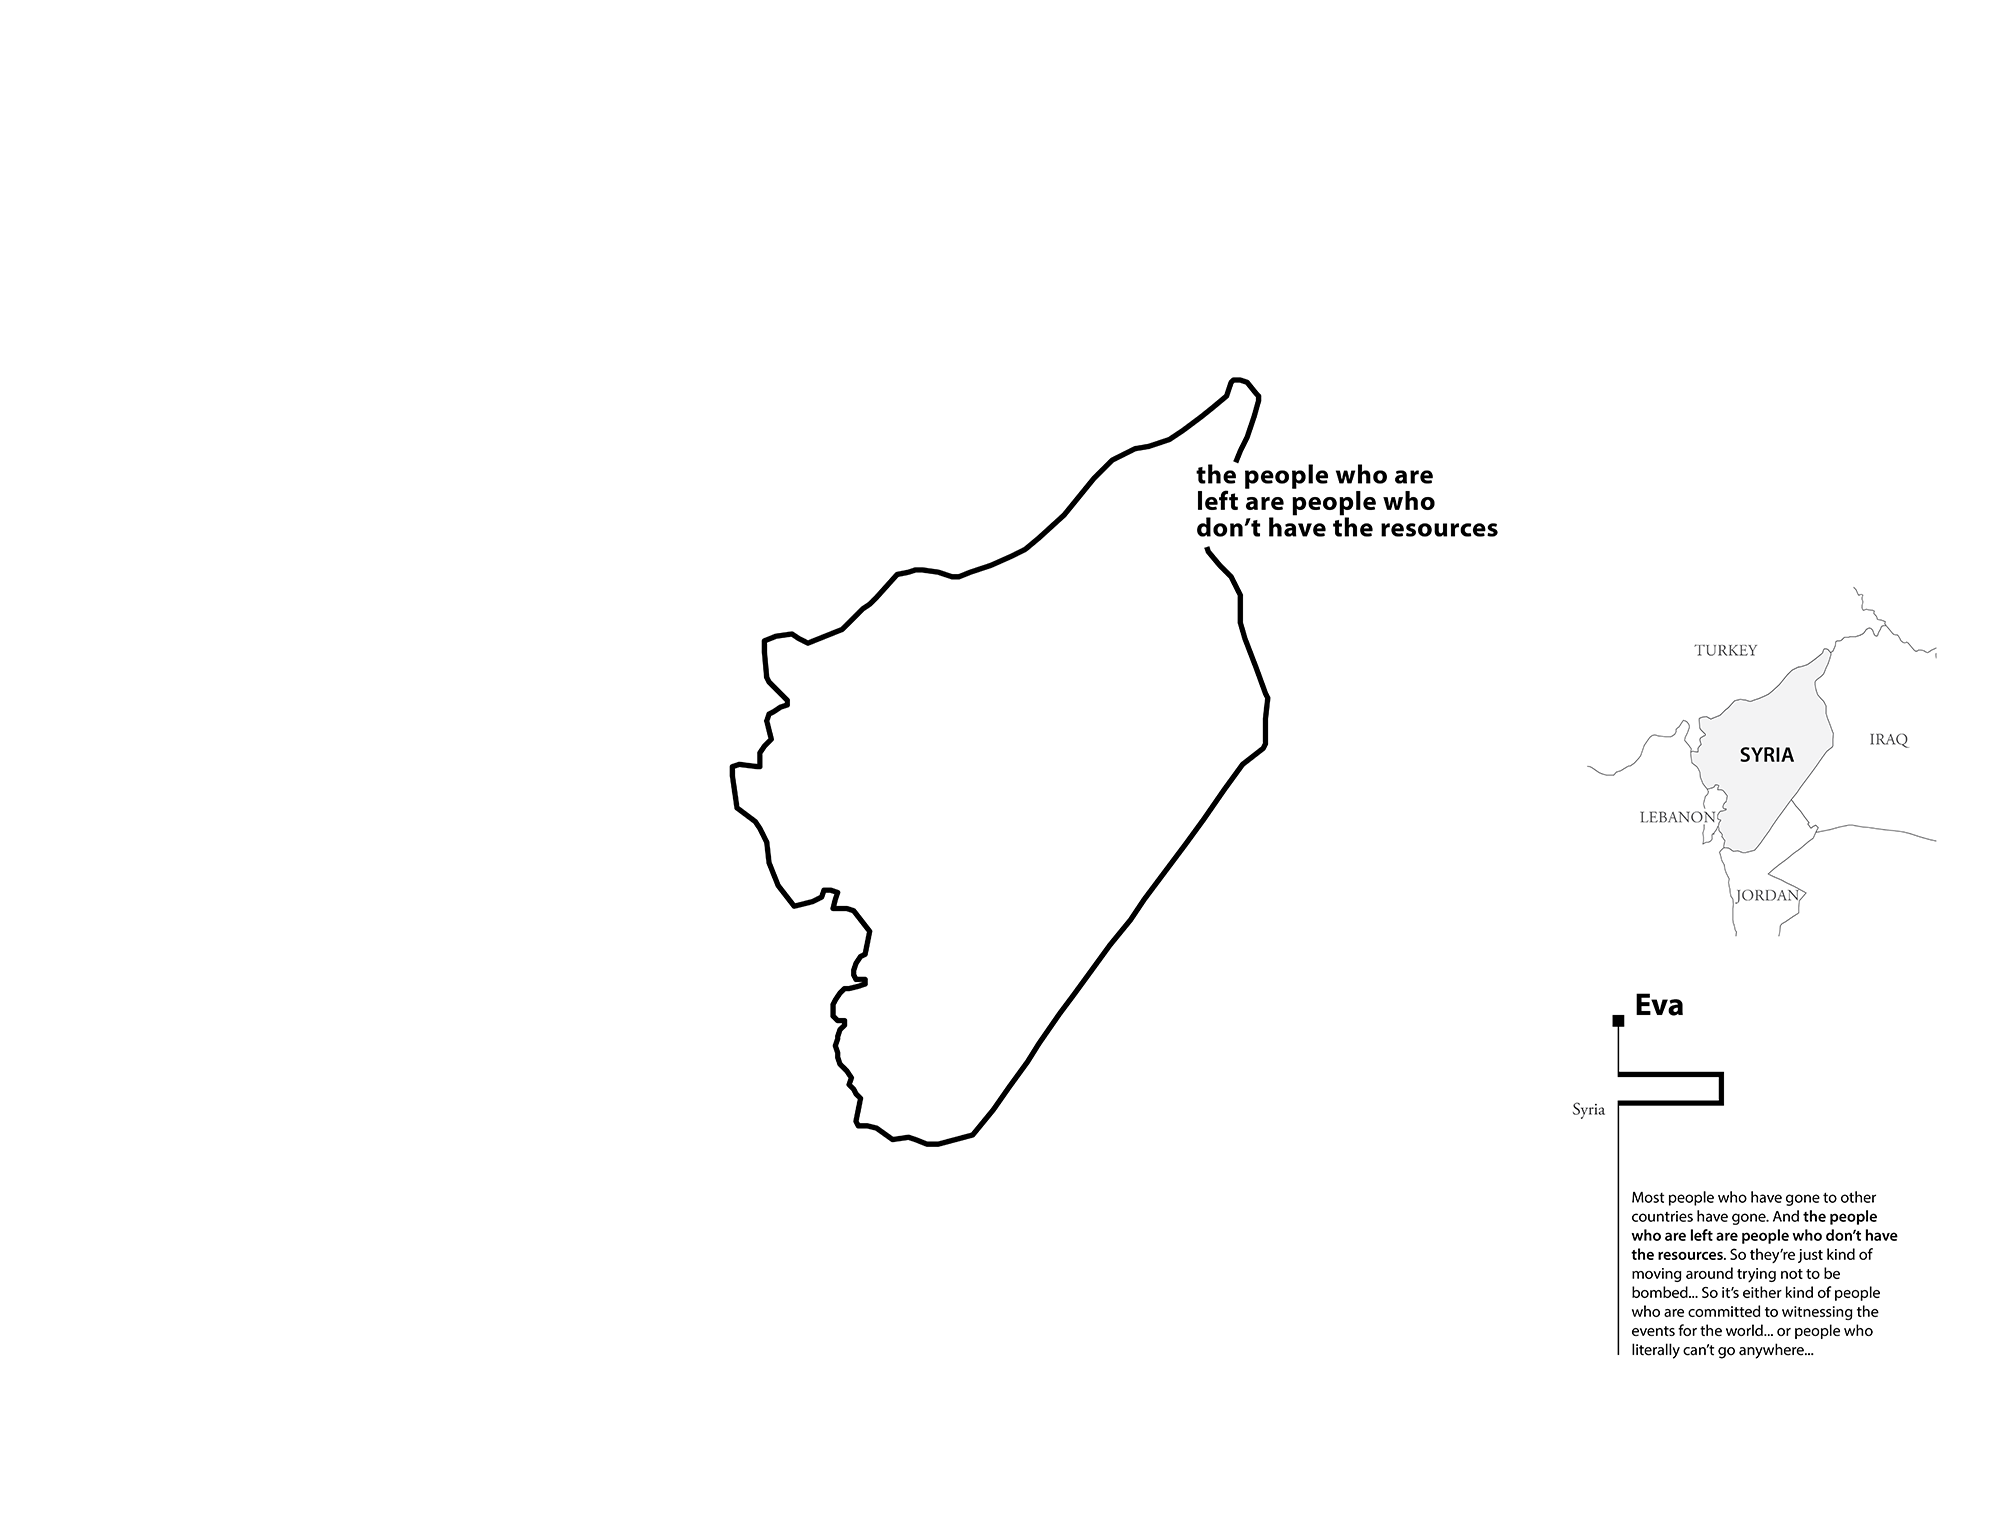 the people who are
left are people who
don’t have the resources
TURKEY
SYRIA
IRAQ
LEBANON
JORDAN
Eva
Syria
Most people who have gone to other
countries have gone. And the people
who are left are people who don’t have
the resources. So they’re just kind of
moving around trying not to be
bombed... So it’s either kind of people
who are committed to witnessing the
events for the world... or people who
literally can’t go anywhere...